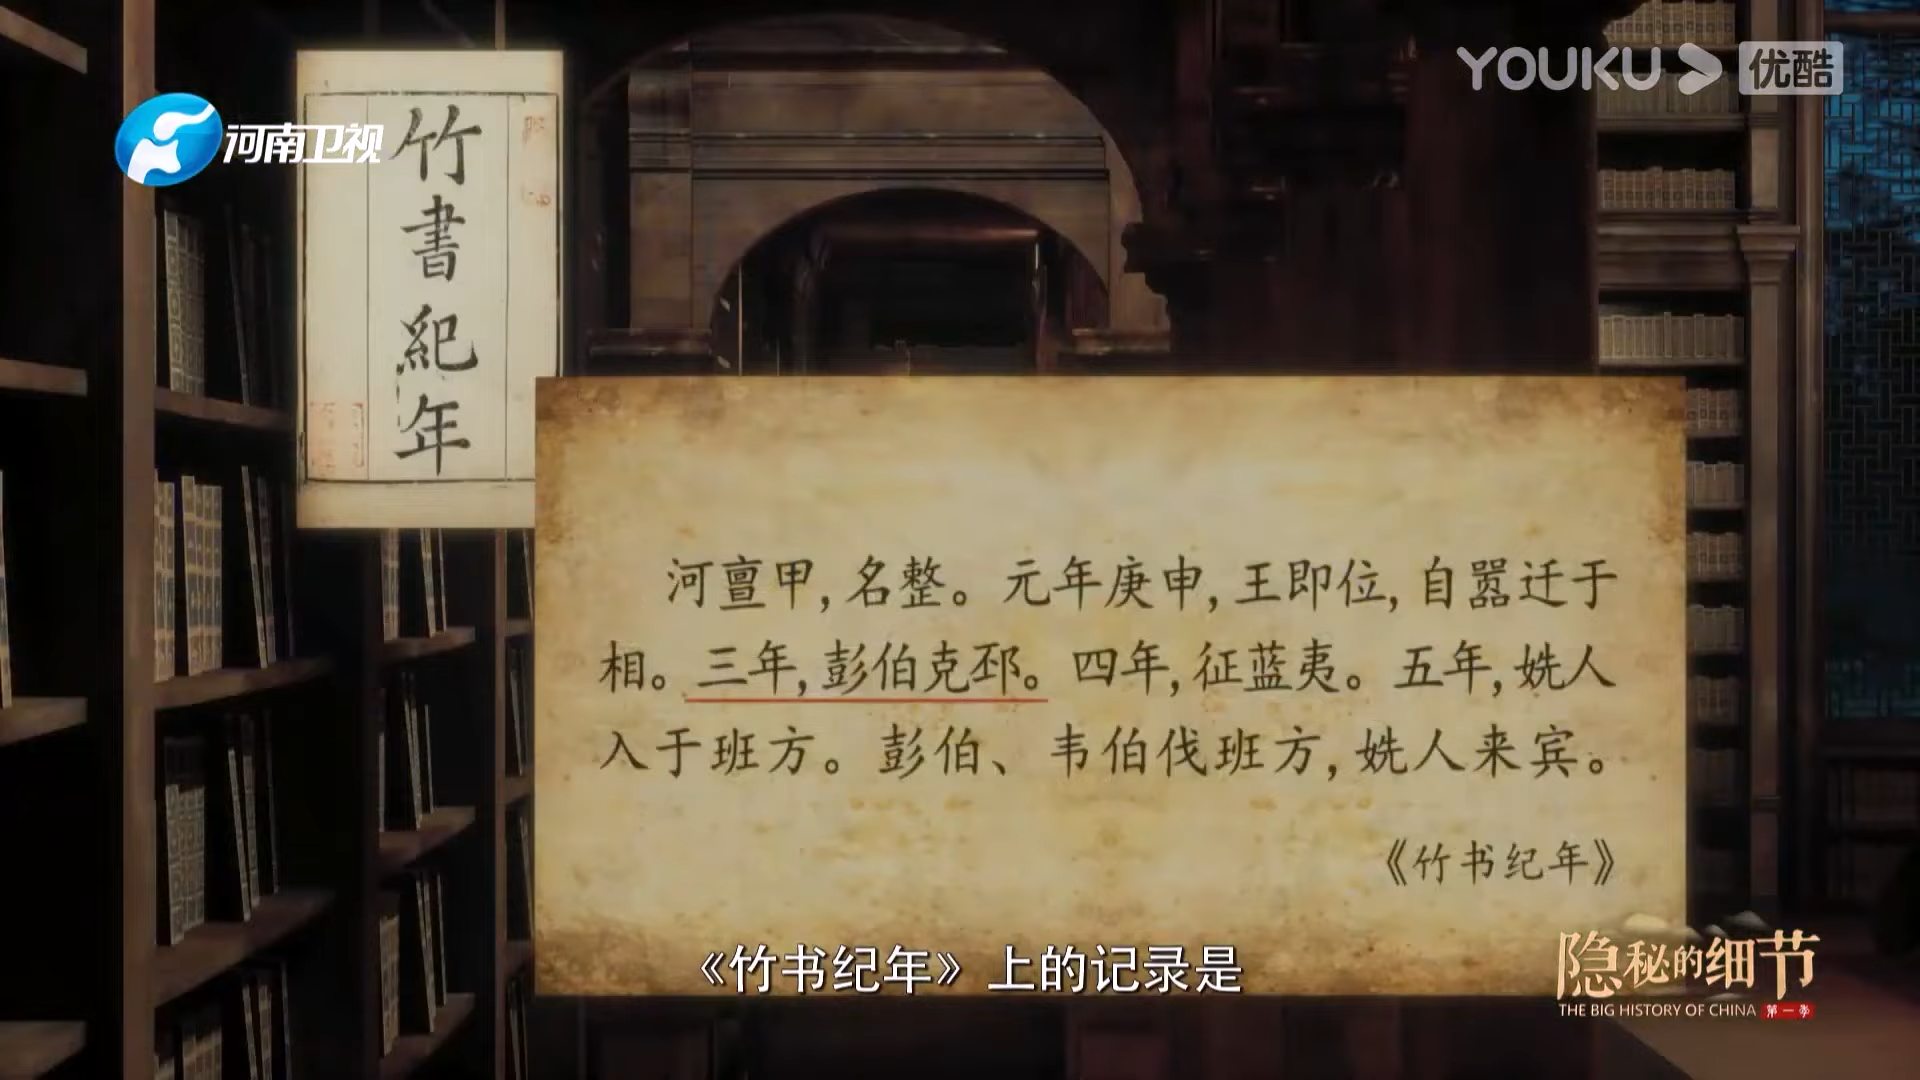 YOUKU 优酷
河南卫视
竹書紀年
河亶甲,名整。元年庚申,王即位,自嚣迁于
相。三年,彭伯克邳。四年,征蓝夷。五年,姺人
入于班方。彭伯、韦伯伐班方,姺人来宾。
《竹书纪年》
《竹书纪年》上的记录是
隐秘的细节
THE BIG HISTORY OF CHINA 第一季